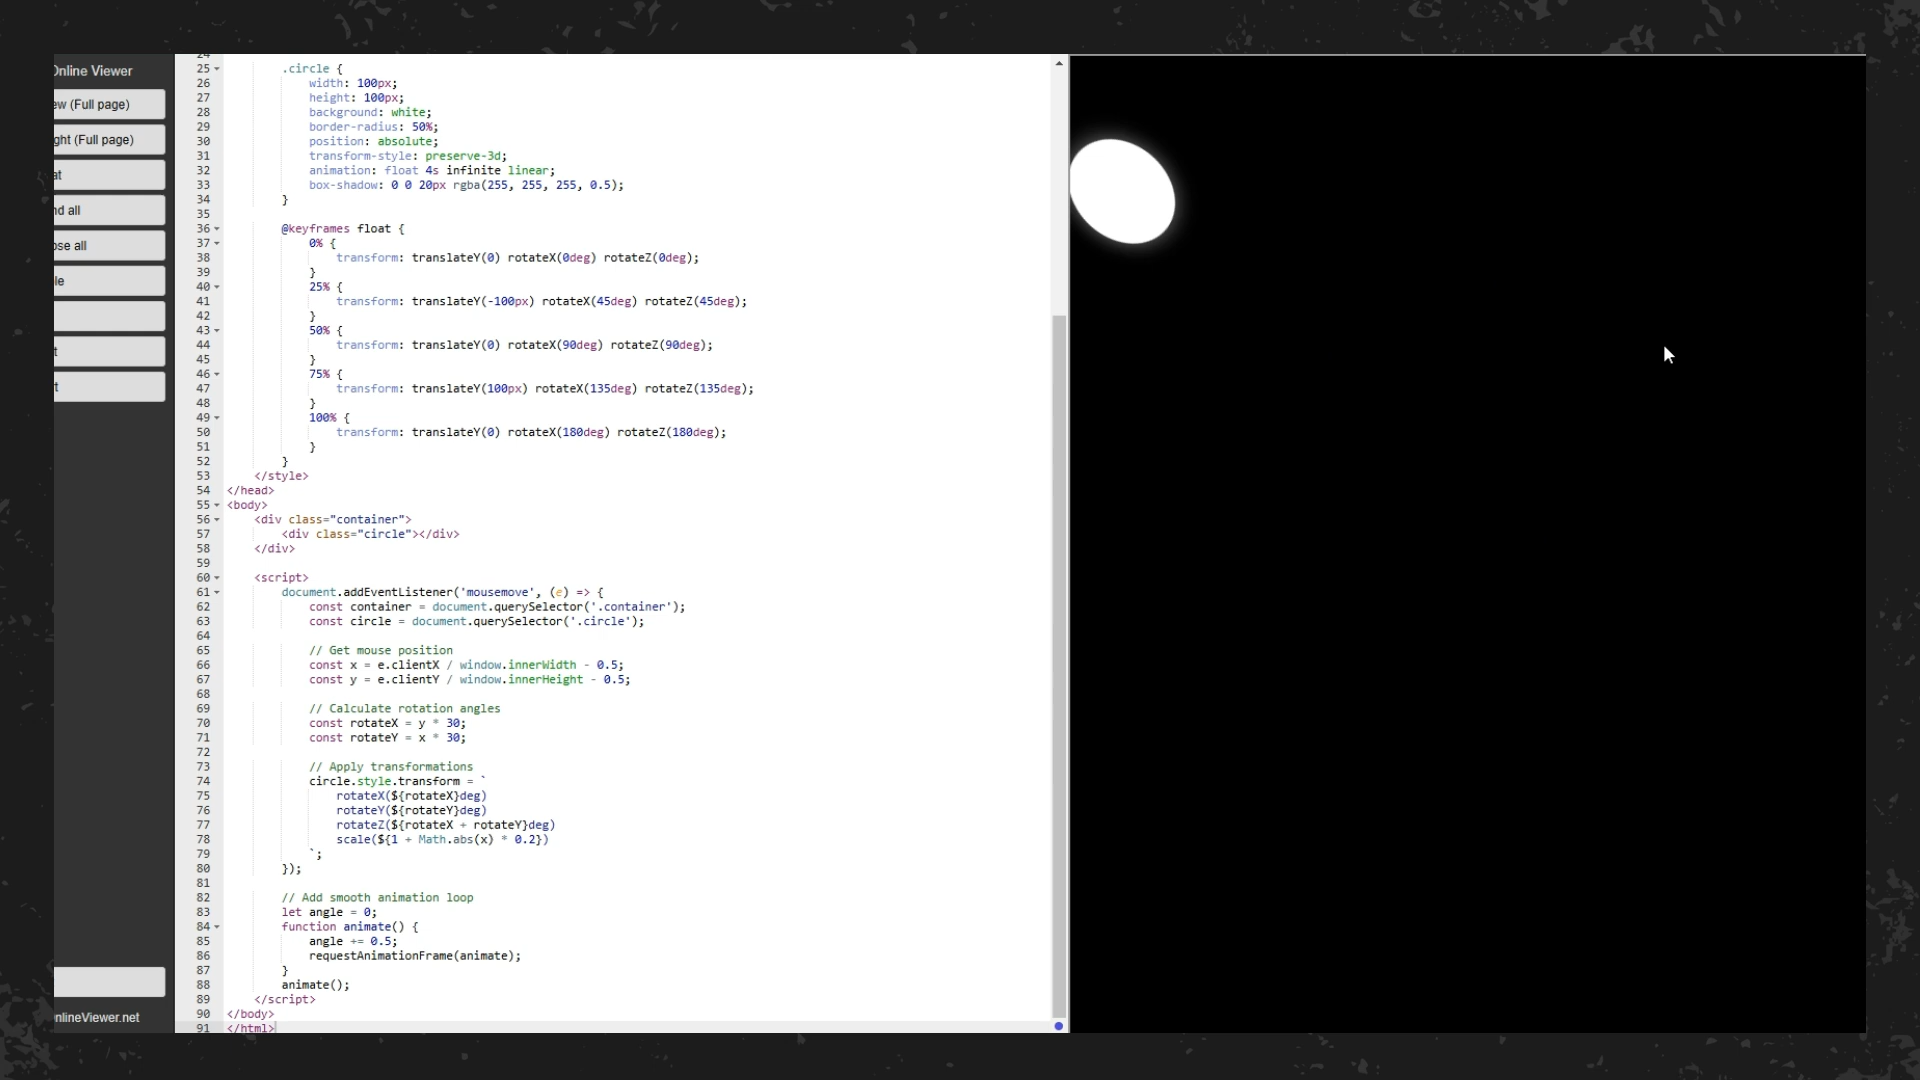 Online Viewer
ew (Full page)
ght (Full page)
at
nd all
ose all
le
t
t
nlineViewer.net
24
25 .circle {
26 width: 100px;
27 height: 100px;
28 background: white;
29 border-radius: 50%;
30 position: absolute;
31 transform-style: preserve-3d;
32 animation: float 4s infinite linear;
33 box-shadow: 0 0 20px rgba(255, 255, 255, 0.5);
34 }
35
36 @keyframes float {
37 0% {
38 transform: translateY(0) rotateX(0deg) rotateZ(0deg);
39 }
40 25% {
41 transform: translateY(-100px) rotateX(45deg) rotateZ(45deg);
42 }
43 50% {
44 transform: translateY(0) rotateX(90deg) rotateZ(90deg);
45 }
46 75% {
47 transform: translateY(100px) rotateX(135deg) rotateZ(135deg);
48 }
49 100% {
50 transform: translateY(0) rotateX(180deg) rotateZ(180deg);
51 }
52 }
53 </style>
54 </head>
55 <body>
56 <div class="container">
57 <div class="circle"></div>
58 </div>
59
60 <script>
61 document.addEventListener('mousemove', (e) => {
62 const container = document.querySelector('.container');
63 const circle = document.querySelector('.circle');
64
65 // Get mouse position
66 const x = e.clientX / window.innerWidth - 0.5;
67 const y = e.clientY / window.innerHeight - 0.5;
68
69 // Calculate rotation angles
70 const rotateX = y * 30;
71 const rotateY = x * 30;
72
73 // Apply transformations
74 circle.style.transform = `
75 rotateX(${rotateX}deg)
76 rotateY(${rotateY}deg)
77 rotateZ(${rotateX + rotateY}deg)
78 scale(${1 + Math.abs(x) * 0.2})
79 `;
80 });
81
82 // Add smooth animation loop
83 let angle = 0;
84 function animate() {
85 angle += 0.5;
86 requestAnimationFrame(animate);
87 }
88 animate();
89 </script>
90 </body>
91 </html>